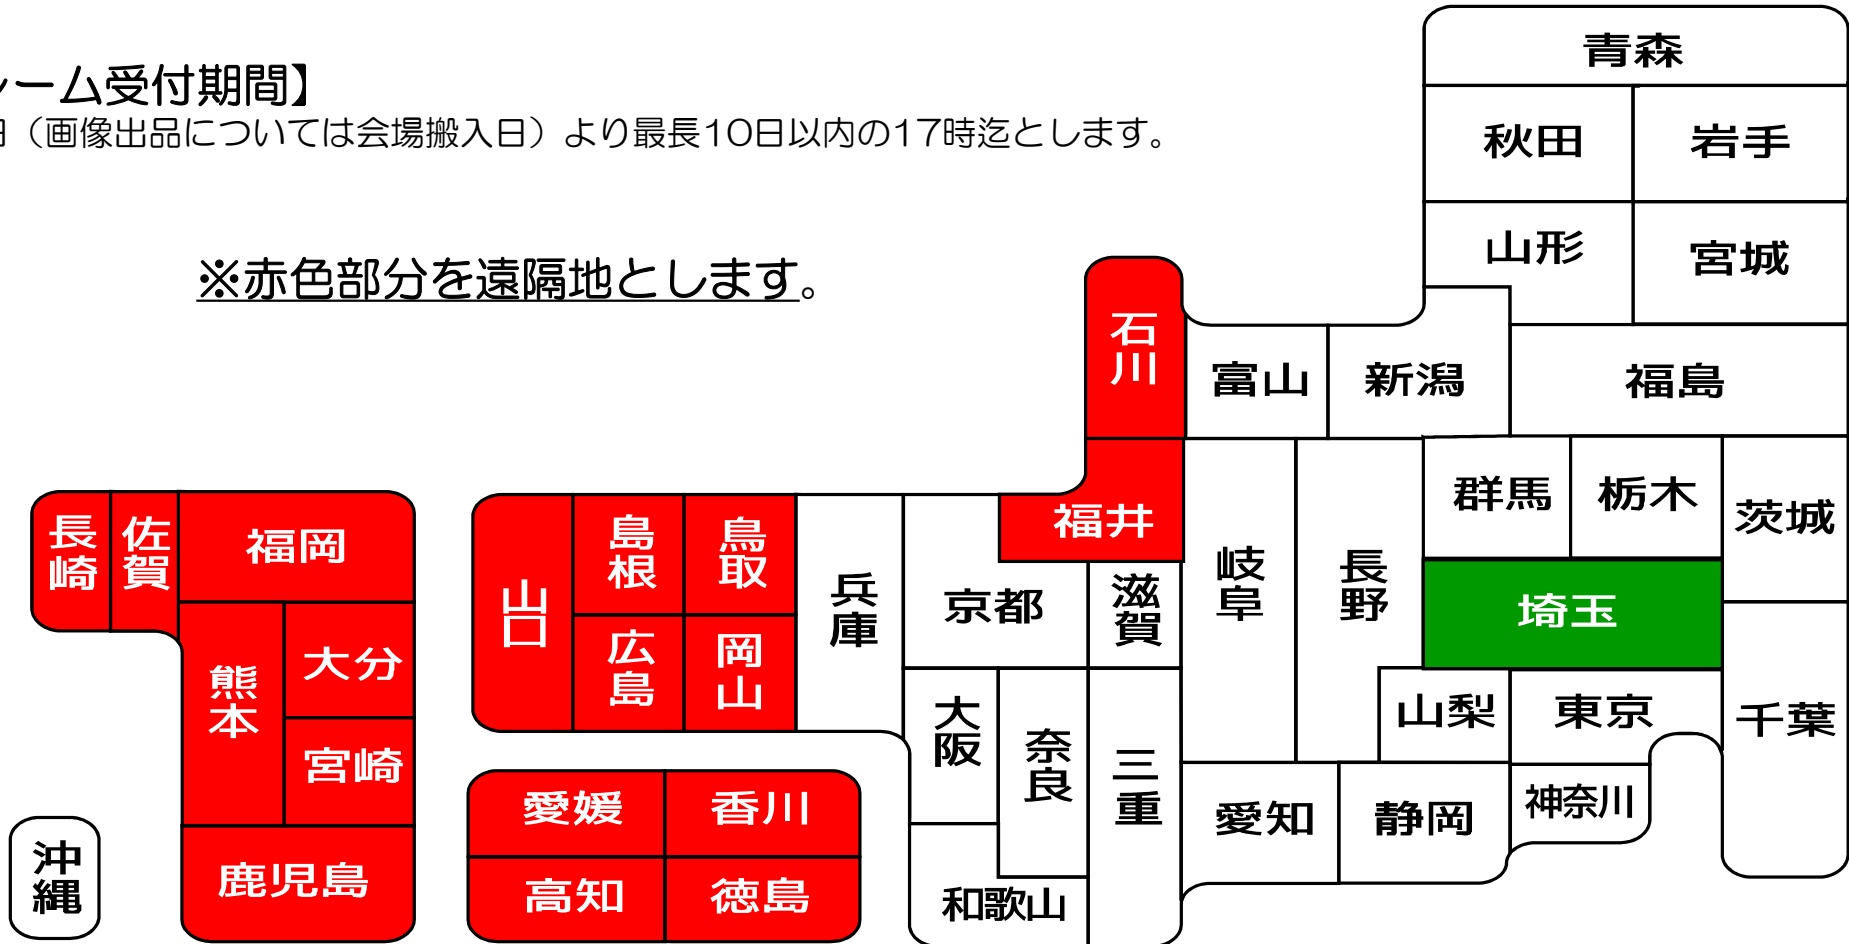 ーム受付期間】
（画像出品については会場搬入日）より最長10日以内の17時迄とします。
※赤色部分を遠隔地とします。
青森
秋田
岩手
山形
宮城
石川
富山
新潟
福島
福井
群馬
栃木
茨城
長崎
佐賀
福岡
山口
島根
鳥取
兵庫
京都
滋賀
岐阜
長野
埼玉
熊本
大分
広島
岡山
大阪
奈良
三重
山梨
東京
千葉
宮崎
愛媛
香川
愛知
静岡
神奈川
沖縄
鹿児島
高知
徳島
和歌山